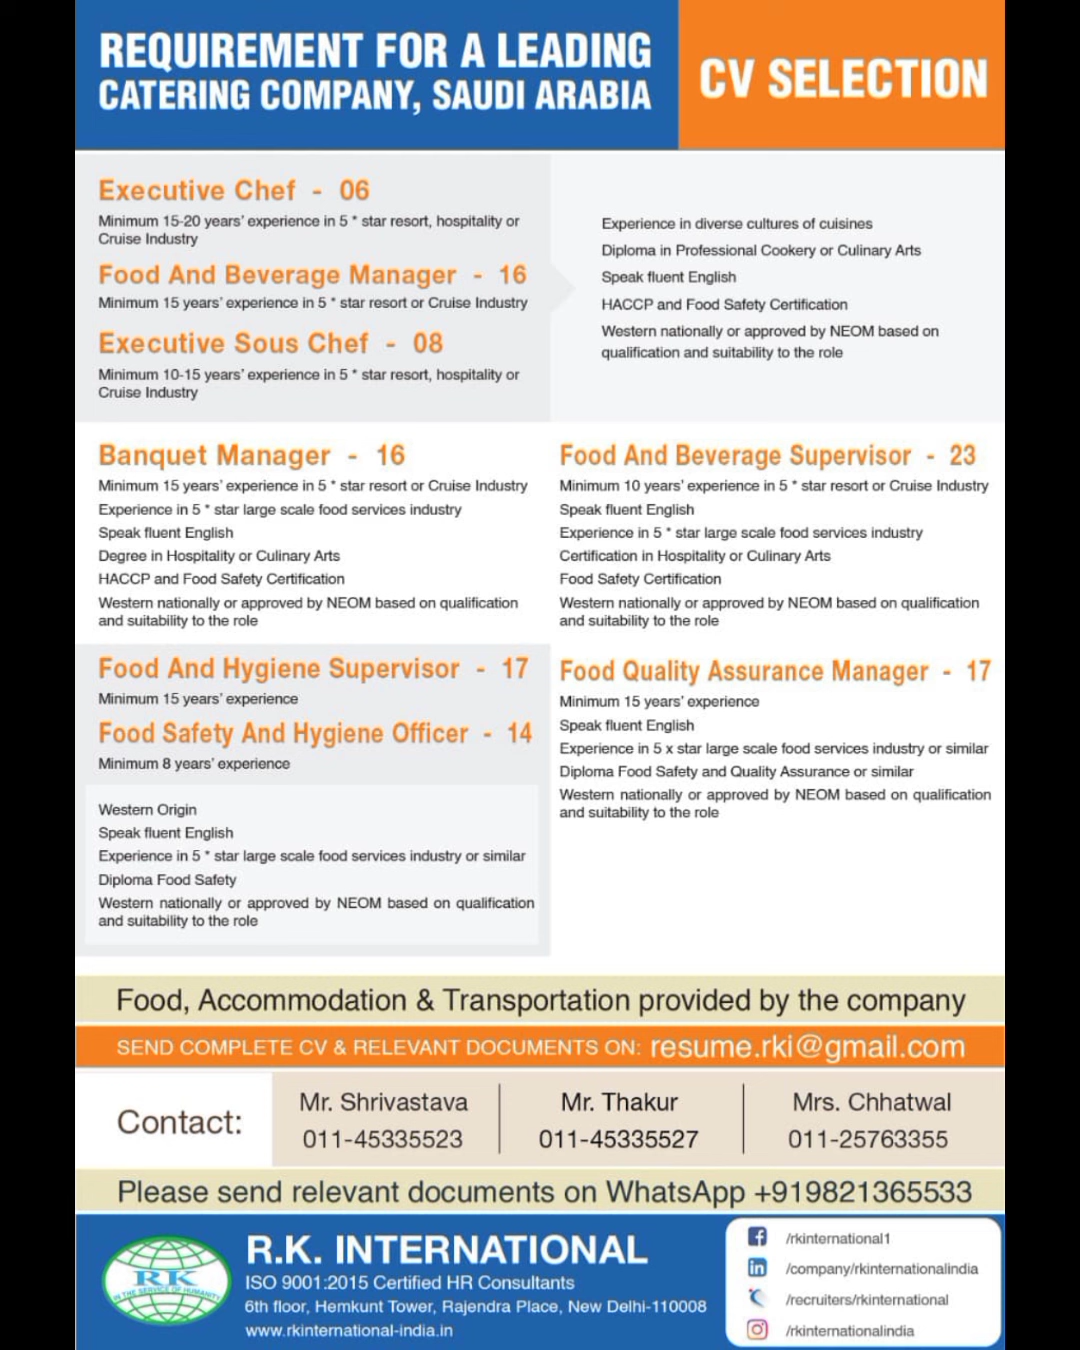 REQUIREMENT FOR A LEADING
CATERING COMPANY, SAUDI ARABIA
CV SELECTION
Executive Chef - 06
Minimum 15-20 years' experience in 5 * star resort, hospitality or
Cruise Industry
Food And Beverage Manager - 16
Minimum 15 years' experience in 5 * star resort or Cruise Industry
Executive Sous Chef - 08
Minimum 10-15 years' experience in 5 * star resort, hospitality or
Cruise Industry
Experience in diverse cultures of cuisines
Diploma in Professional Cookery or Culinary Arts
Speak fluent English
HACCP and Food Safety Certification
Western nationally or approved by NEOM based on
qualification and suitability to the role
Banquet Manager - 16
Minimum 15 years' experience in 5 * star resort or Cruise Industry
Experience in 5 * star large scale food services industry
Speak fluent English
Degree in Hospitality or Culinary Arts
HACCP and Food Safety Certification
Western nationally or approved by NEOM based on qualification
and suitability to the role
Food And Beverage Supervisor - 23
Minimum 10 years' experience in 5 * star resort or Cruise Industry
Speak fluent English
Experience in 5 * star large scale food services industry
Certification in Hospitality or Culinary Arts
Food Safety Certification
Western nationally or approved by NEOM based on qualification
and suitability to the role
Food And Hygiene Supervisor - 17
Minimum 15 years' experience
Food Safety And Hygiene Officer - 14
Minimum 8 years' experience
Western Origin
Speak fluent English
Experience in 5 * star large scale food services industry or similar
Diploma Food Safety
Western nationally or approved by NEOM based on qualification
and suitability to the role
Food Quality Assurance Manager - 17
Minimum 15 years' experience
Speak fluent English
Experience in 5 x star large scale food services industry or similar
Diploma Food Safety and Quality Assurance or similar
Western nationally or approved by NEOM based on qualification
and suitability to the role
Food, Accommodation & Transportation provided by the company
SEND COMPLETE CV & RELEVANT DOCUMENTS ON: resume.rki@gmail.com
Contact:
Mr. Shrivastava
011-45335523
Mr. Thakur
011-45335527
Mrs. Chhatwal
011-25763355
Please send relevant documents on WhatsApp +919821365533
RK
IN THE SERVICE OF HUMANITY
R.K. INTERNATIONAL
ISO 9001:2015 Certified HR Consultants
6th floor, Hemkunt Tower, Rajendra Place, New Delhi-110008
www.rkinternational-india.in
/rkinternational1
/company/rkinternationalindia
/recruiters/rkinternational
/rkinternationalindia